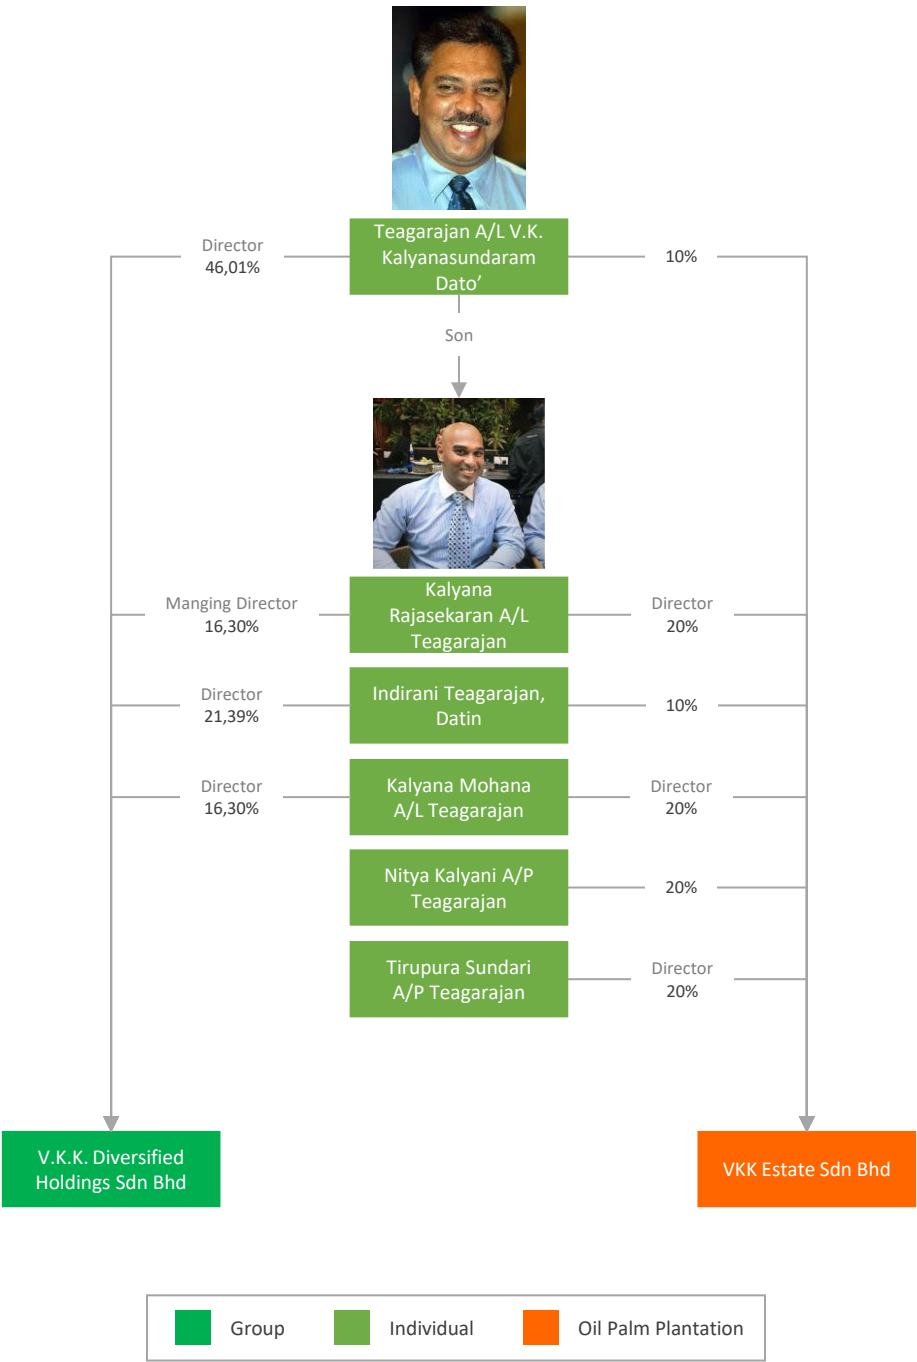 Teagarajan A/L V.K.
Kalyanasundaram
Dato’
Director
46,01%
10%
Son
Kalyana
Rajasekaran A/L
Teagarajan
Manging Director
16,30%
Director
20%
Indirani Teagarajan,
Datin
Director
21,39%
10%
Kalyana Mohana
A/L Teagarajan
Director
16,30%
Director
20%
Nitya Kalyani A/P
Teagarajan
20%
Tirupura Sundari
A/P Teagarajan
Director
20%
V.K.K. Diversified
Holdings Sdn Bhd
VKK Estate Sdn Bhd
Group
Individual
Oil Palm Plantation